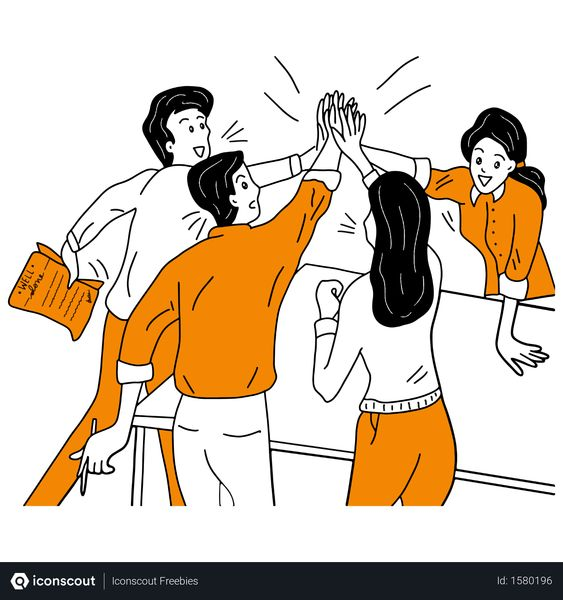 WELL
done
iconscout
Iconscout Freebies
Id: 1580196